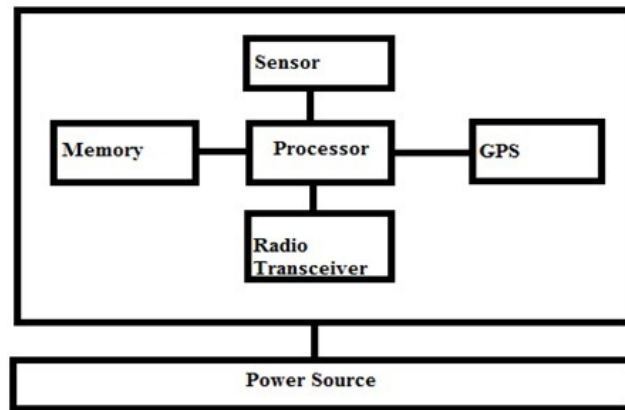 Sensor
Memory
Processor
GPS
Radio
Transceiver
Power Source